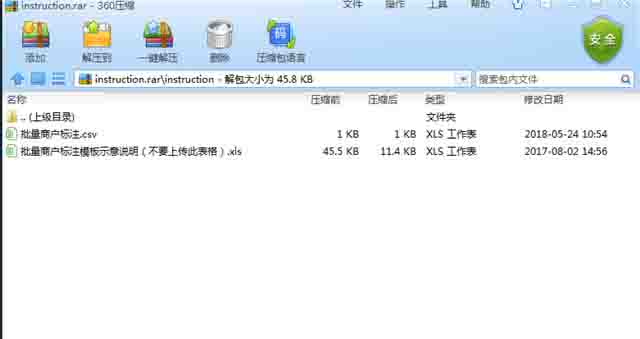 instruction.rar - 360压缩
文件 操作 工具 帮助
添加 解压到 一键解压 删除 压缩包语言
码
安全
instruction.rar\instruction - 解包大小为 45.8 KB
搜索包内文件
名称 压缩前 压缩后 类型 修改日期
.. (上级目录) 文件夹
批量商户标注.csv 1 KB 1 KB XLS 工作表 2018-05-24 10:54
批量商户标注模板示意说明（不要上传此表格）.xls 45.5 KB 11.4 KB XLS 工作表 2017-08-02 14:56